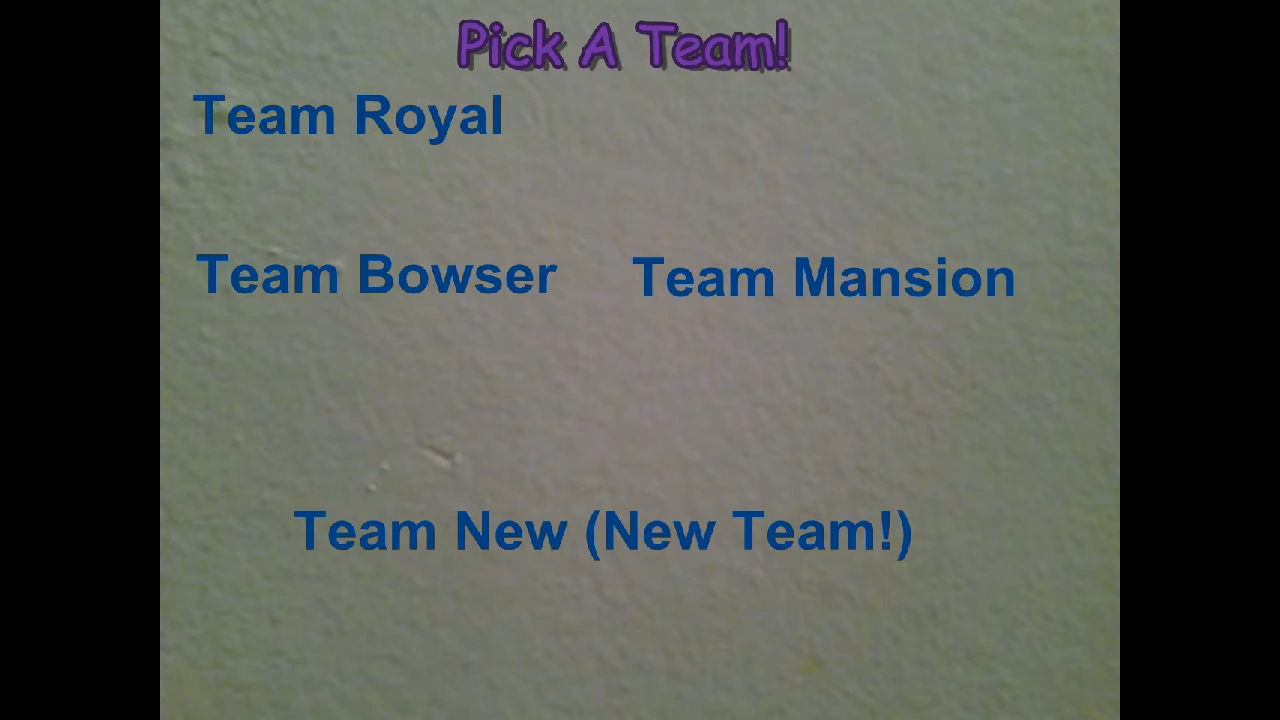 Pick A Team!
Team Royal
Team Bowser
Team Mansion
Team New (New Team!)